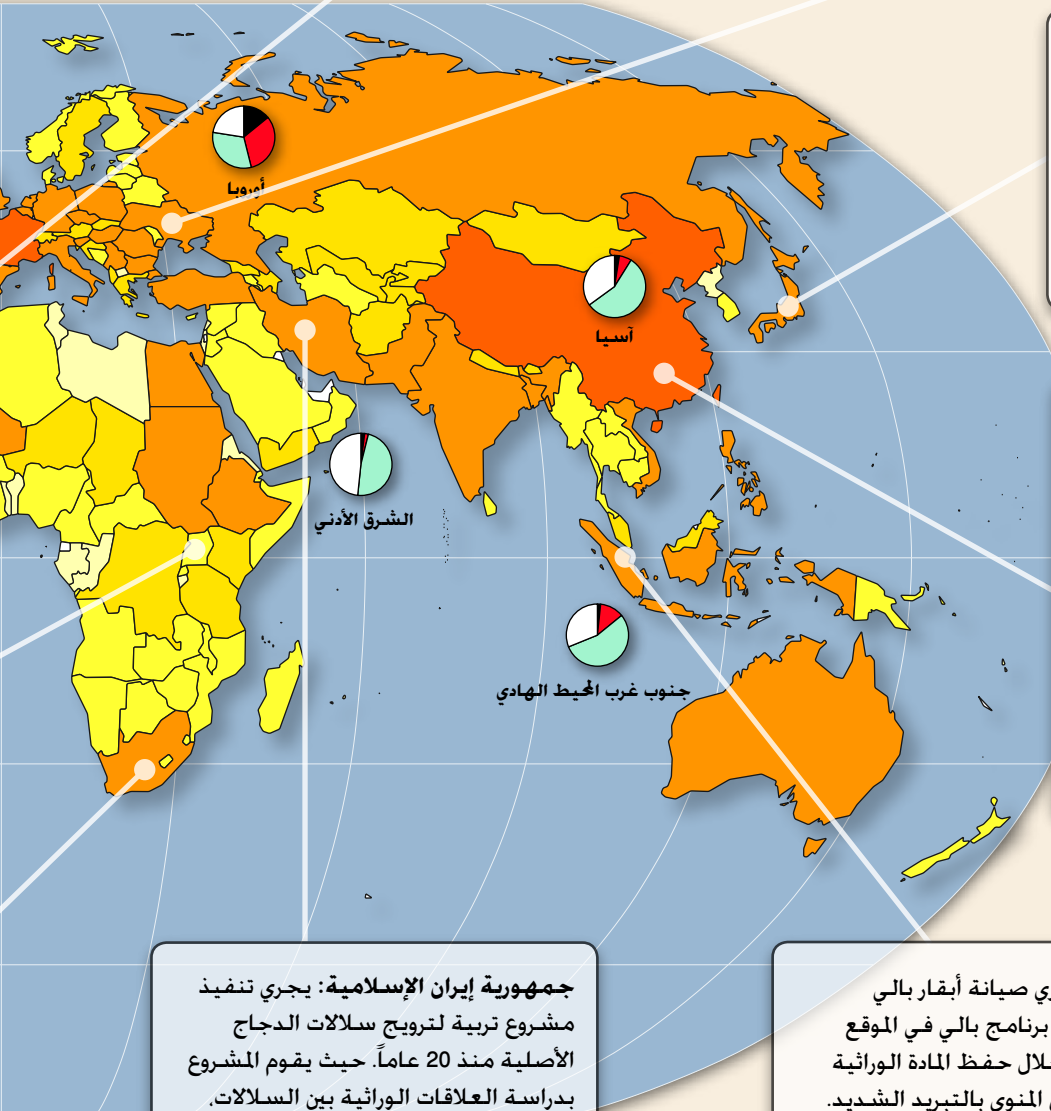 أوروبا
آسيا
الشرق الأدنى
جنوب غرب المحيط الهادي
جمهورية إيران الإسلامية: يجري تنفيذ
مشروع تربية لترويج سلالات الدجاج
الأصلية منذ 20 عاماً. حيث يقوم المشروع
بدراسة العلاقات الوراثية بين السلالات،
صيانة أبقار بالي
برنامج بالي في الموقع
حفظ المادة الوراثية
المنوي بالتبريد الشديد.